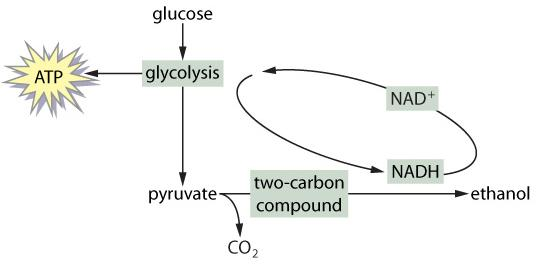 glucose
ATP
glycolysis
NAD⁺
NADH
pyruvate
two-carbon
compound
ethanol
CO₂